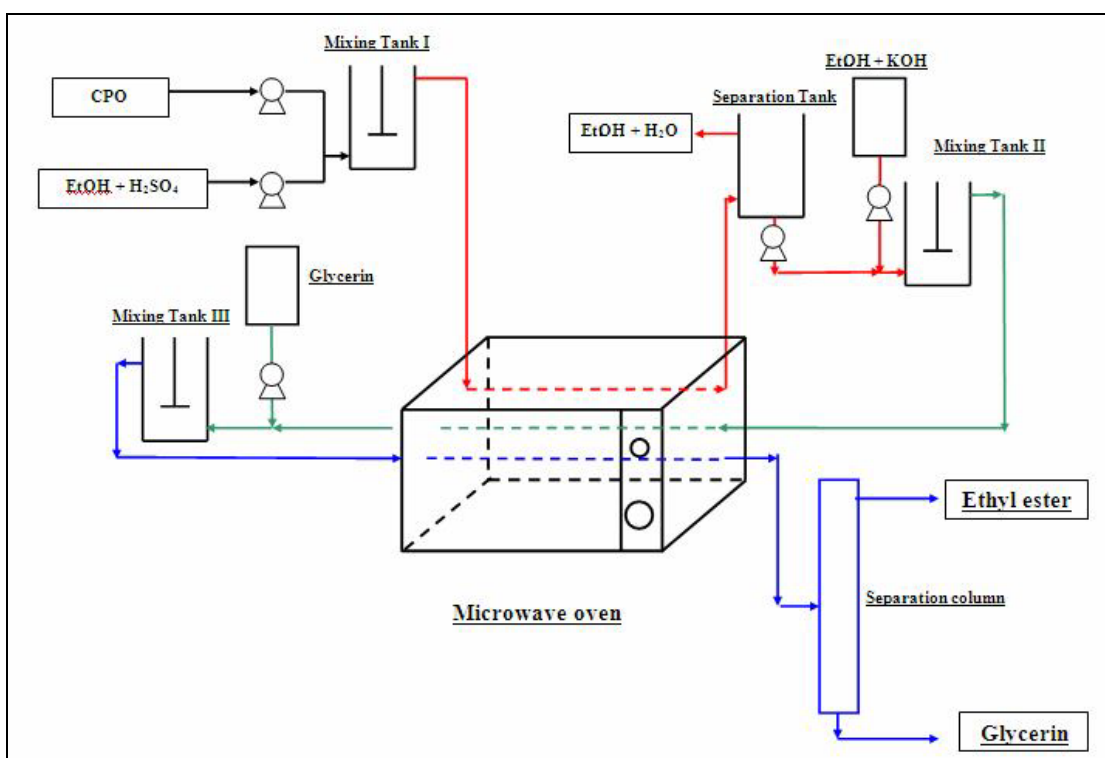 Mixing Tank I
CPO
EtOH + H₂SO₄
EtOH + KOH
Separation Tank
EtOH + H₂O
Mixing Tank II
Glycerin
Mixing Tank III
Microwave oven
Ethyl ester
Separation column
Glycerin